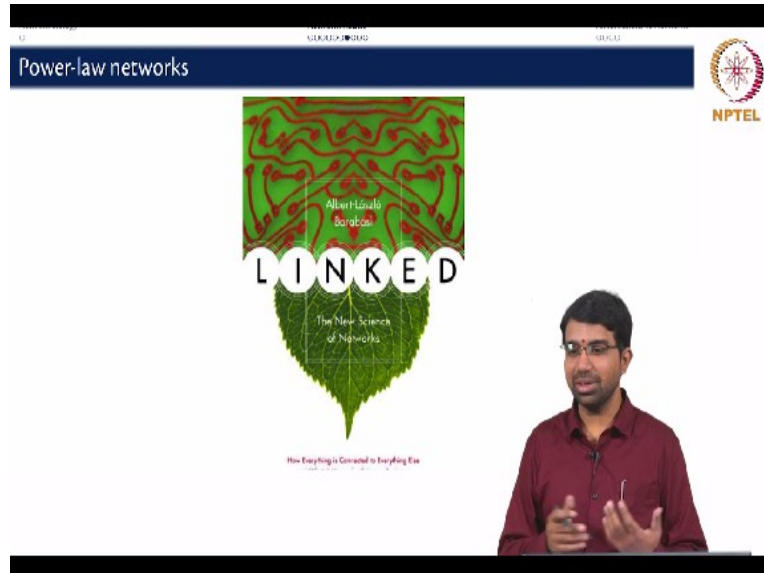 Power-law networks
NPTEL
Albert-László
Barabási
LINKED
The New Science
of Networks
How Everything is Connected to Everything Else